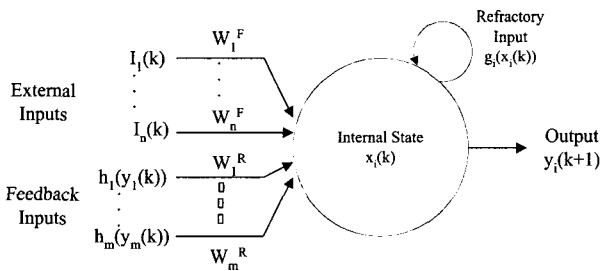 Refractory
Input
g_i(x_i(k))
W_1^F
I_1(k)
External
Inputs
W_n^F
I_n(k)
Internal State
x_i(k)
Output
y_i(k+1)
W_1^R
h_1(y_1(k))
Feedback
Inputs
h_m(y_m(k))
W_m^R